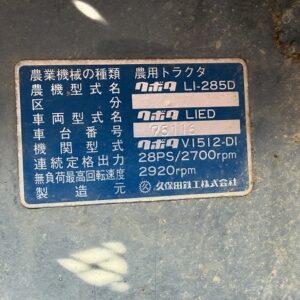 農業機械の種類 農用トラクタ
農機型式名 クボタ L1-285D
区分
車両型式名 クボタ L1ED
車台番号
機関型式名 クボタ V1512-D1
連続定格出力 28PS/2700rpm
無負荷最高回転速度 2920rpm
製造元 久保田鉄工株式会社